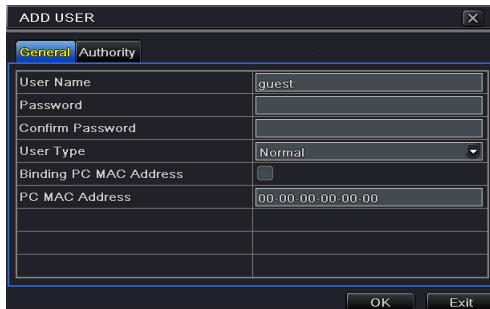 ADD USER
General Authority
User Name guest
Password
Confirm Password
User Type Normal
Binding PC MAC Address
PC MAC Address 00-00-00-00-00-00
OK Exit